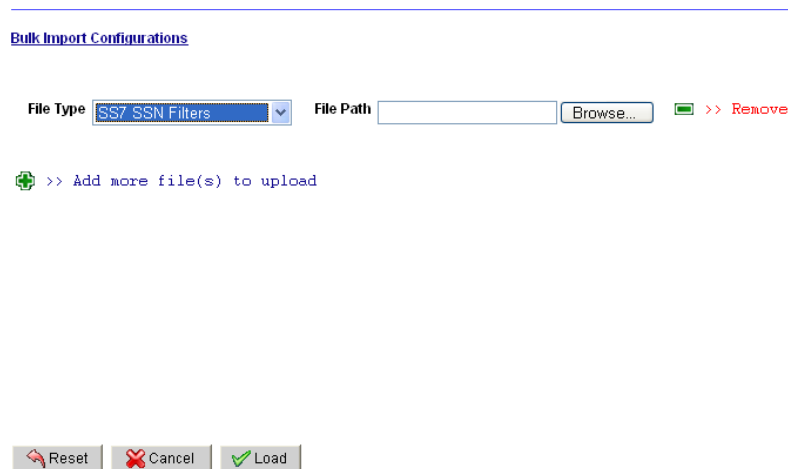 Bulk Import Configurations
File Type SS7 SSN Filters File Path Browse... >> Remove
>> Add more file(s) to upload
Reset Cancel Load